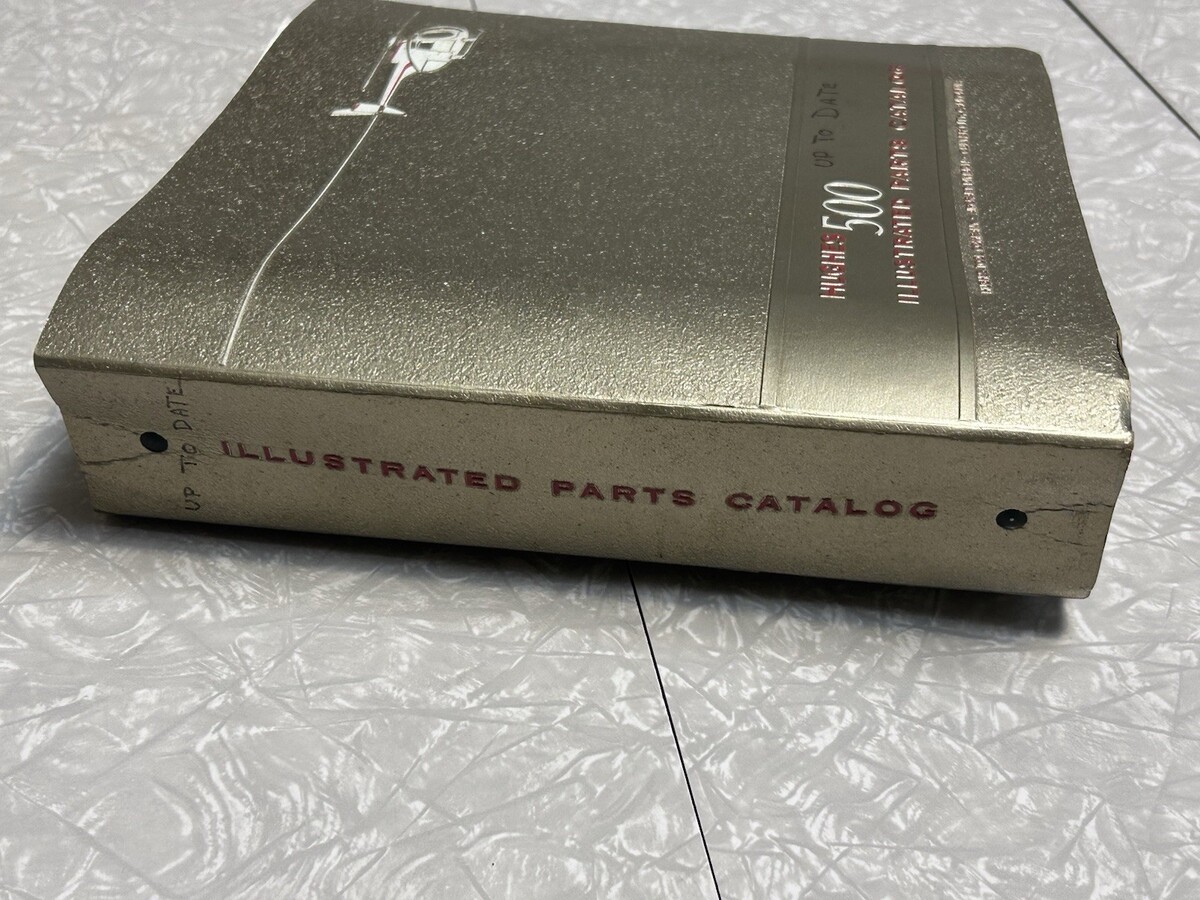 UP TO DATE
HUGHES 500
ILLUSTRATED PARTS CATALOG
UP TO DATE
ILLUSTRATED PARTS CATALOG